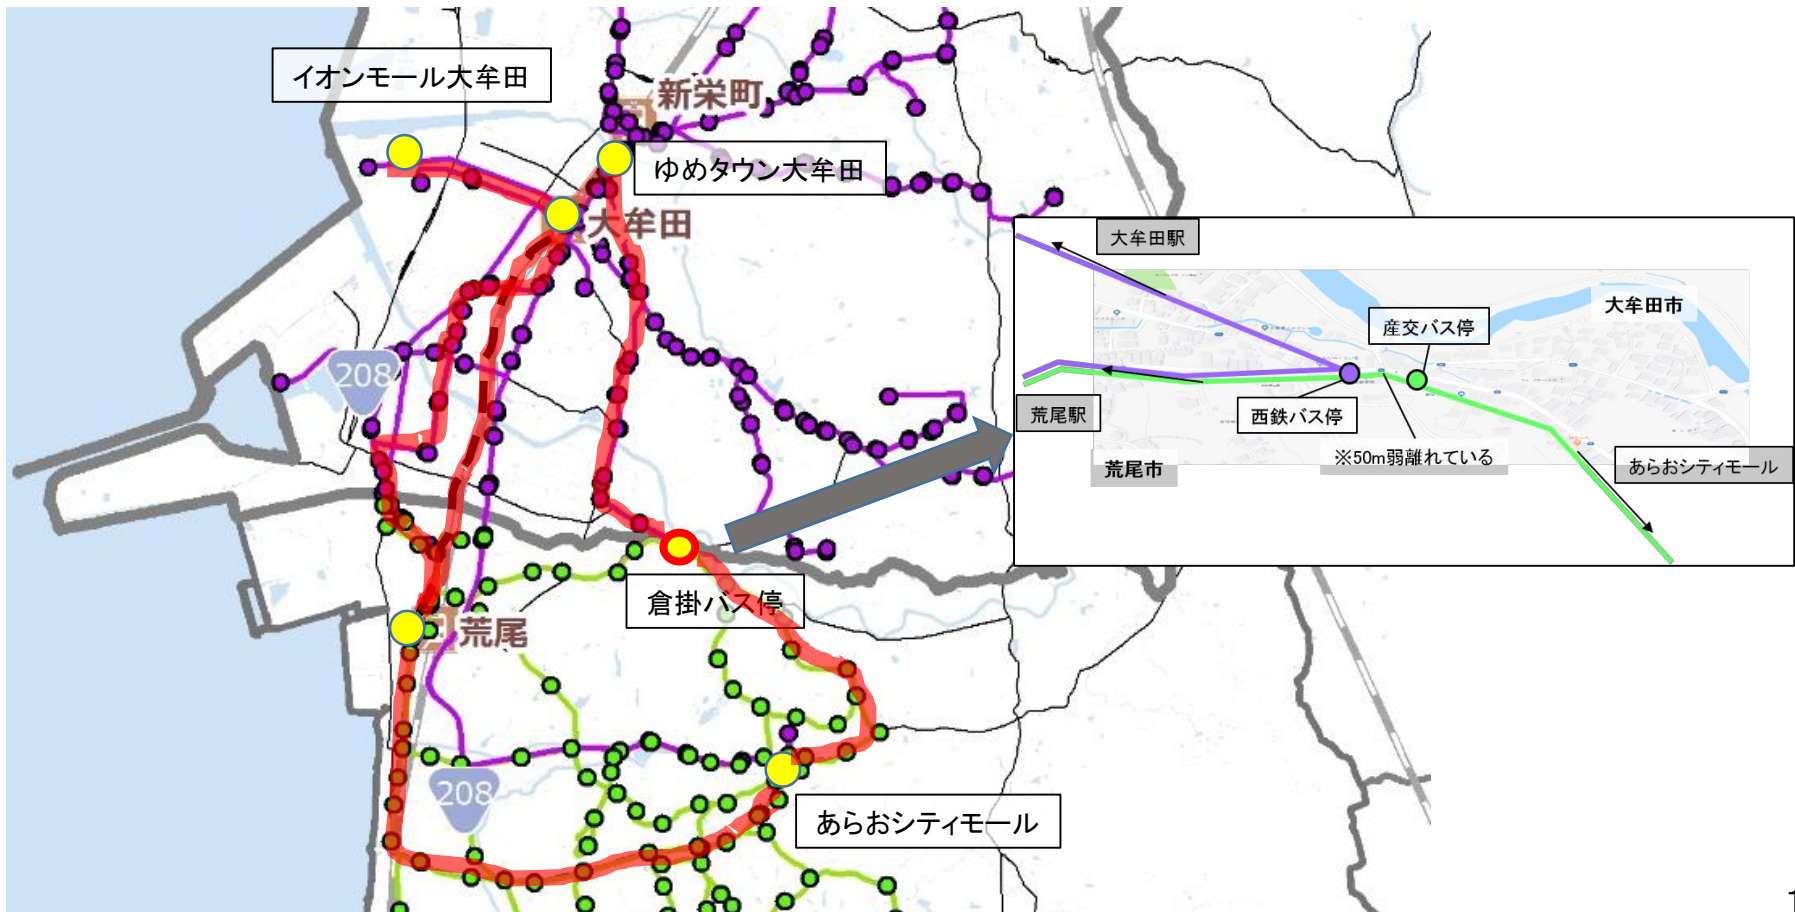 イオンモール大牟田
新栄町
ゆめタウン大牟田
大牟田
208
倉掛バス停
荒尾
208
あらおシティモール
大牟田駅
大牟田市
産交バス停
荒尾駅
西鉄バス停
※50m弱離れている
荒尾市
あらおシティモール